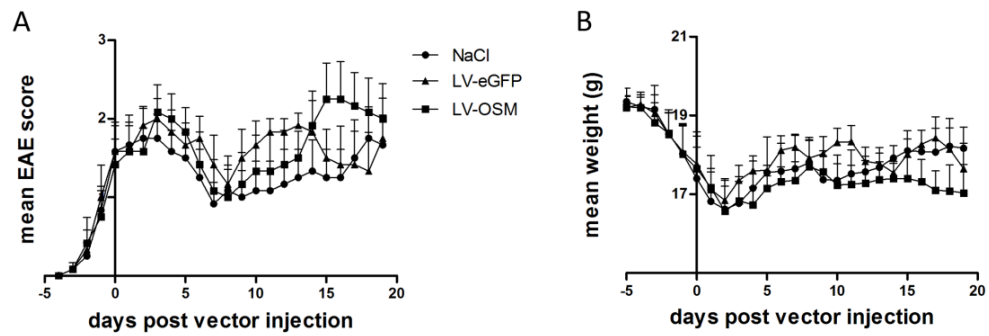 A
mean EAE score
3
2
-5 0 5 10 15 20
days post vector injection
NaCl
LV-eGFP
LV-OSM
B
mean weight (g)
21
19
17
-5 0 5 10 15 20
days post vector injection